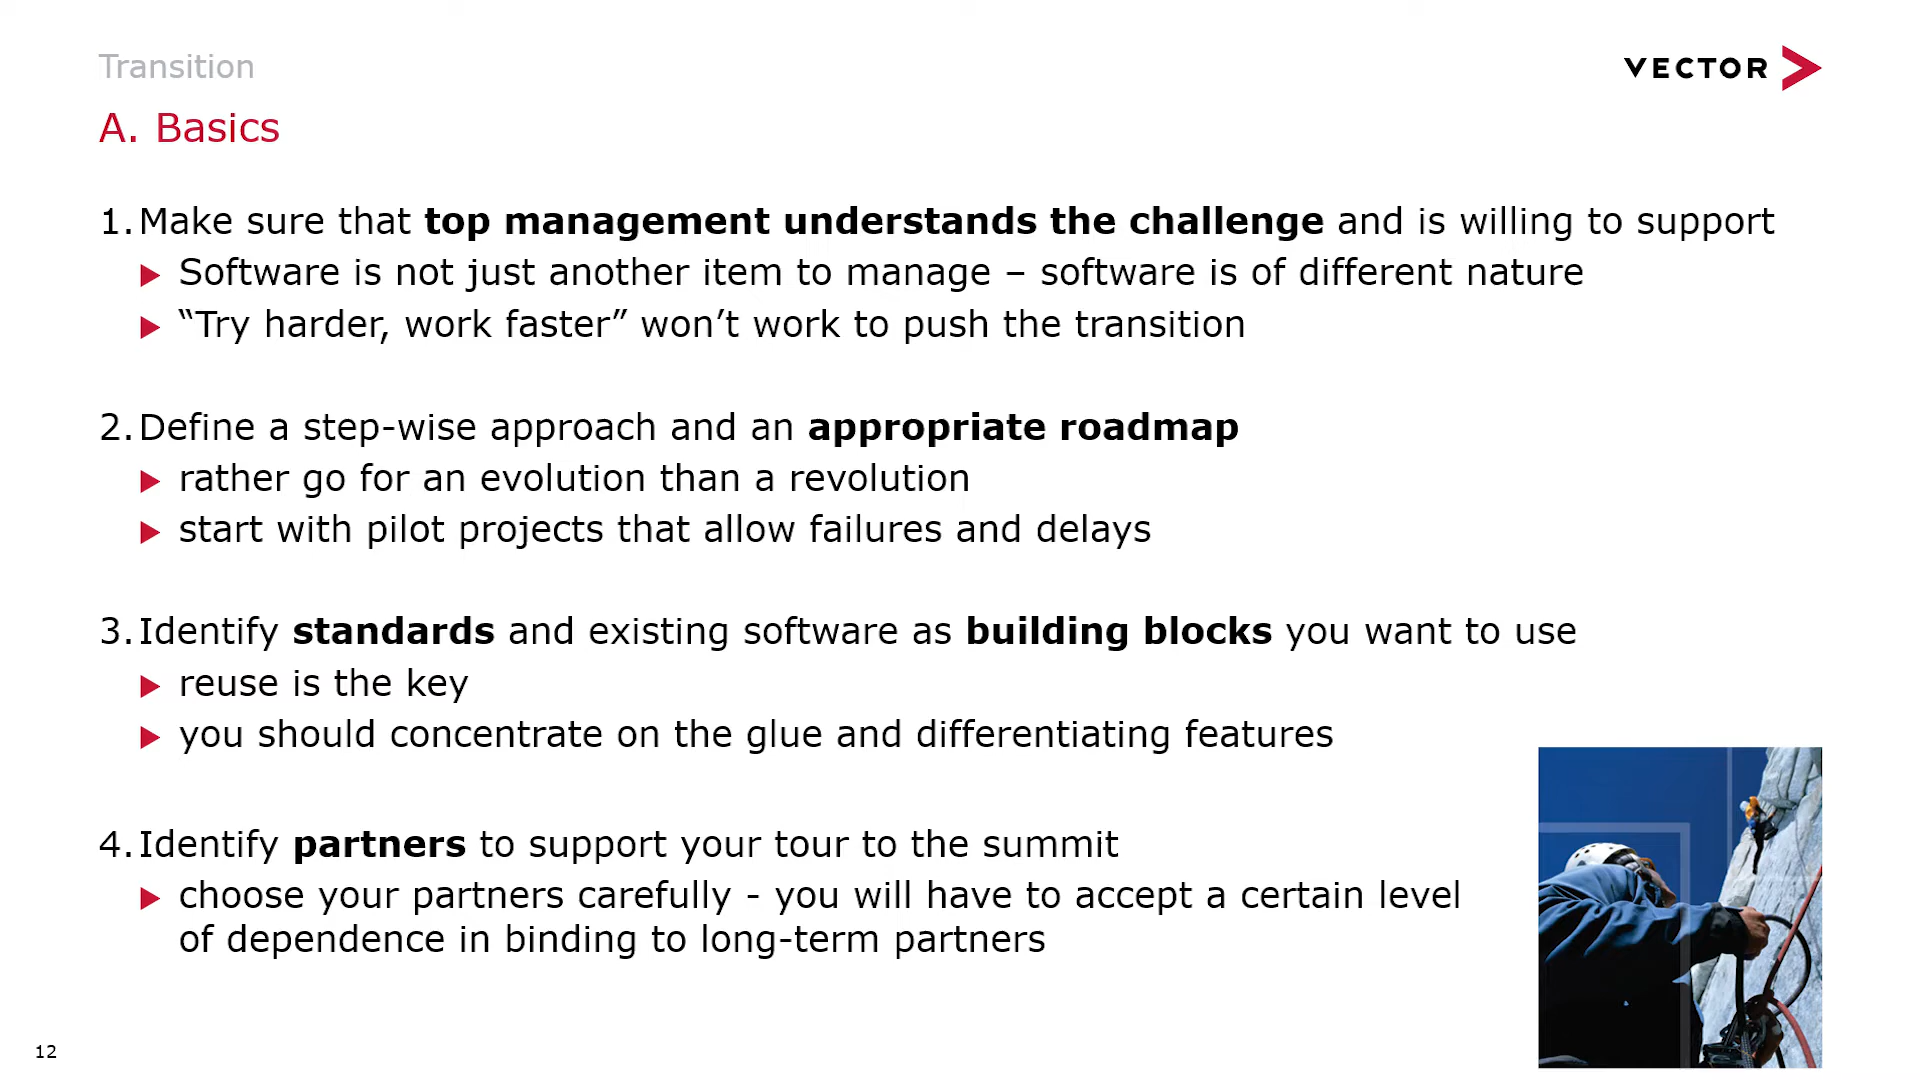 Transition
VECTOR
A. Basics
1. Make sure that top management understands the challenge and is willing to support
Software is not just another item to manage – software is of different nature
“Try harder, work faster” won’t work to push the transition
2. Define a step-wise approach and an appropriate roadmap
rather go for an evolution than a revolution
start with pilot projects that allow failures and delays
3. Identify standards and existing software as building blocks you want to use
reuse is the key
you should concentrate on the glue and differentiating features
4. Identify partners to support your tour to the summit
choose your partners carefully - you will have to accept a certain level
of dependence in binding to long-term partners
12